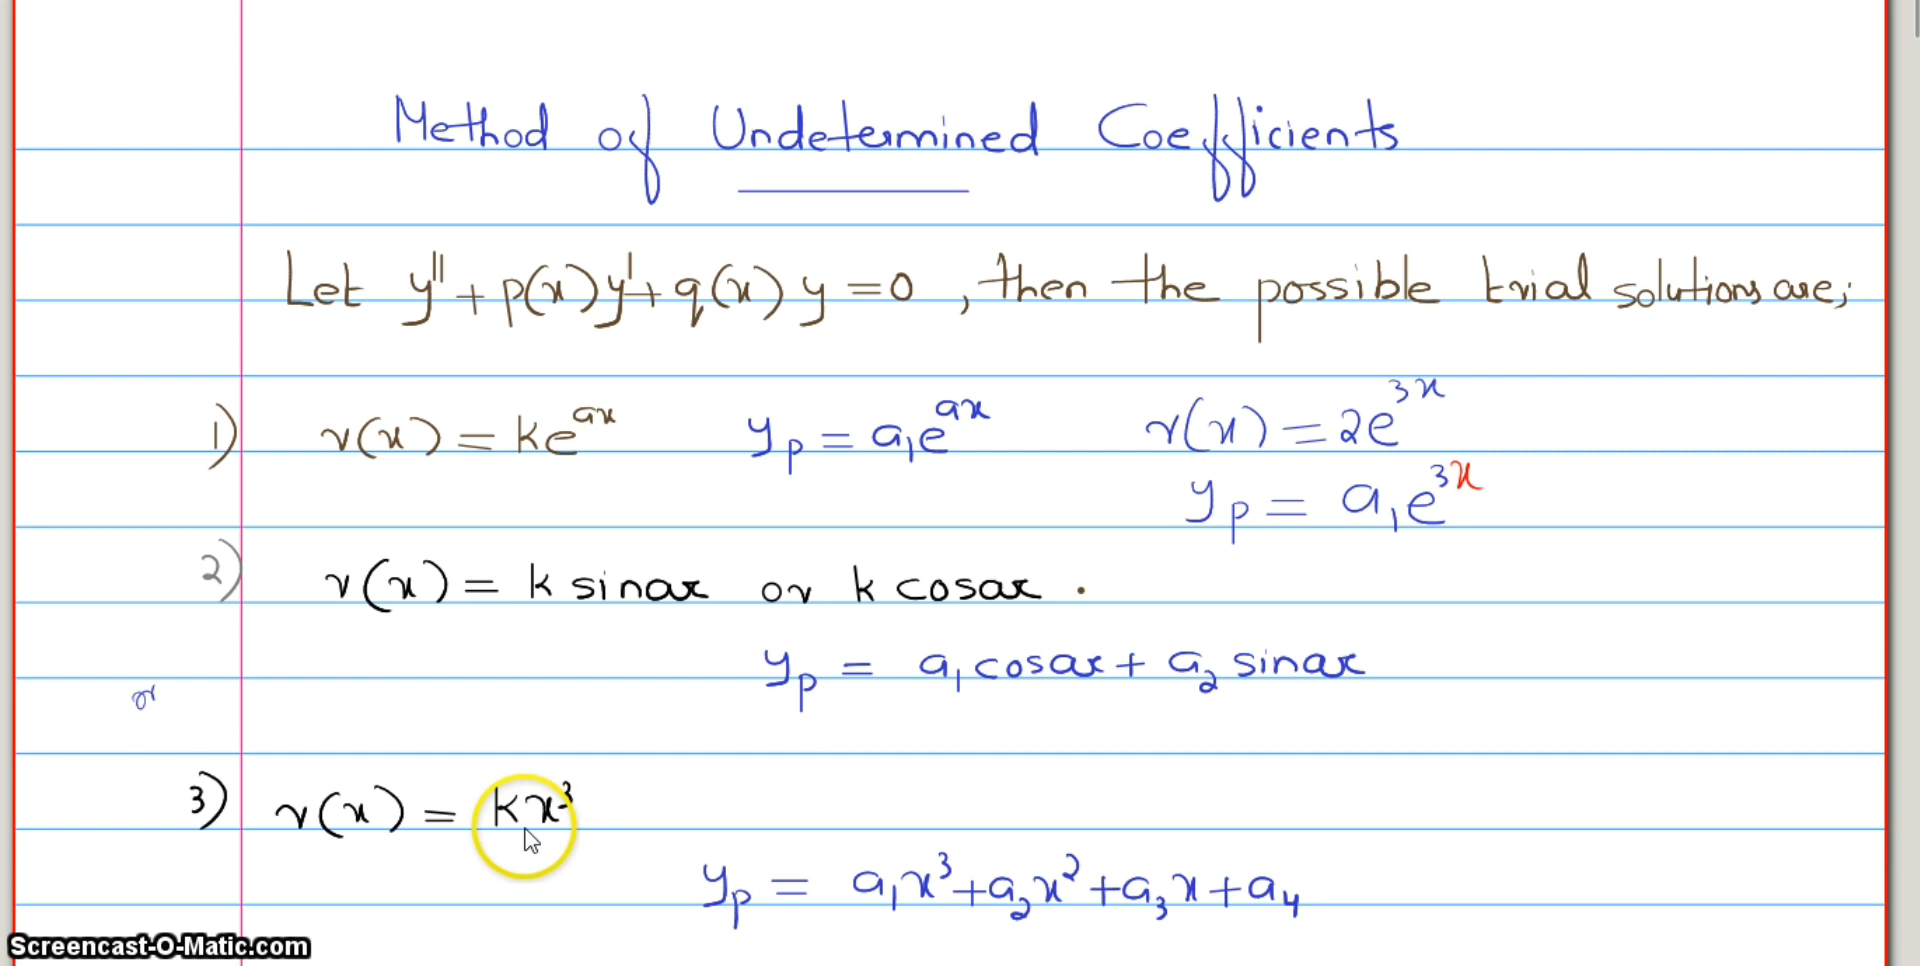 Method of Undetermined Coefficients
Let y'' + p(x)y' + q(x)y = 0, then the possible trial solutions are;
1) r(x) = ke^{ax} y_p = a_1e^{ax} r(x) = 2e^{3x}
y_p = a_1e^{3x}
2) r(x) = k sinax or k cosax .
y_p = a_1cosax + a_2 sinax
or
3) r(x) = kx^3
y_p = a_1x^3 + a_2x^2 + a_3x + a_4
Screencast-O-Matic.com